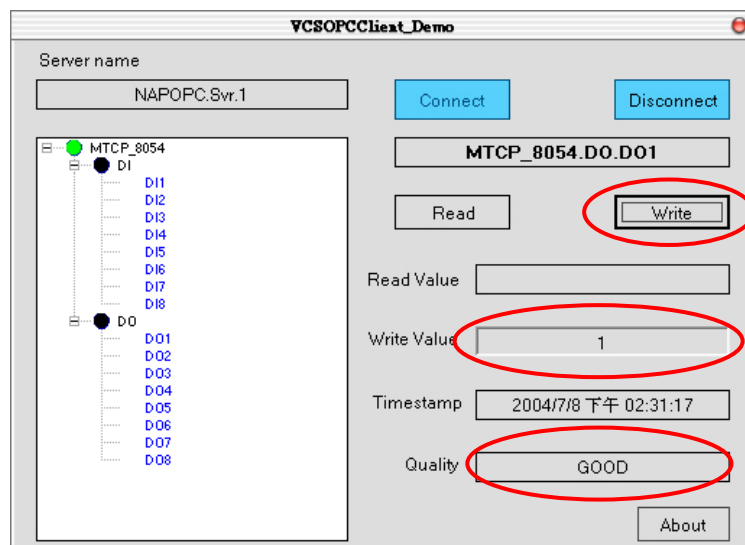 VCSOPCClient_Demo
Server name
NAPOPC.Svr.1
Connect
Disconnect
MTCP_8054
DI
DI1
DI2
DI3
DI4
DI5
DI6
DI7
DI8
DO
DO1
DO2
DO3
DO4
DO5
DO6
DO7
DO8
MTCP_8054.DO.DO1
Read
Write
Read Value
Write Value
1
Timestamp
2004/7/8 下午 02:31:17
Quality
GOOD
About